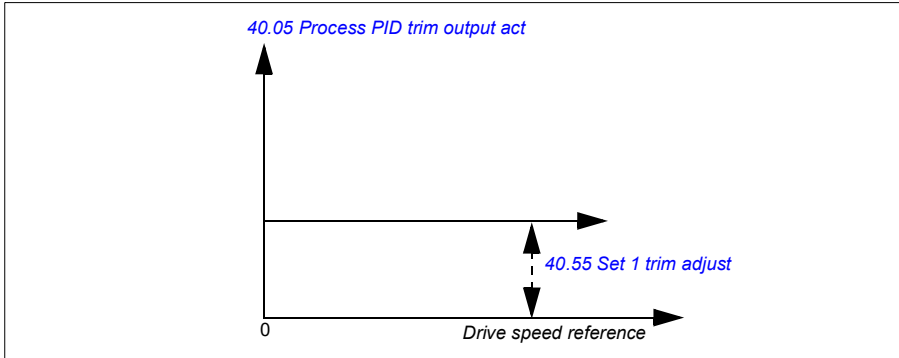 40.05 Process PID trim output act
40.55 Set 1 trim adjust
0
Drive speed reference